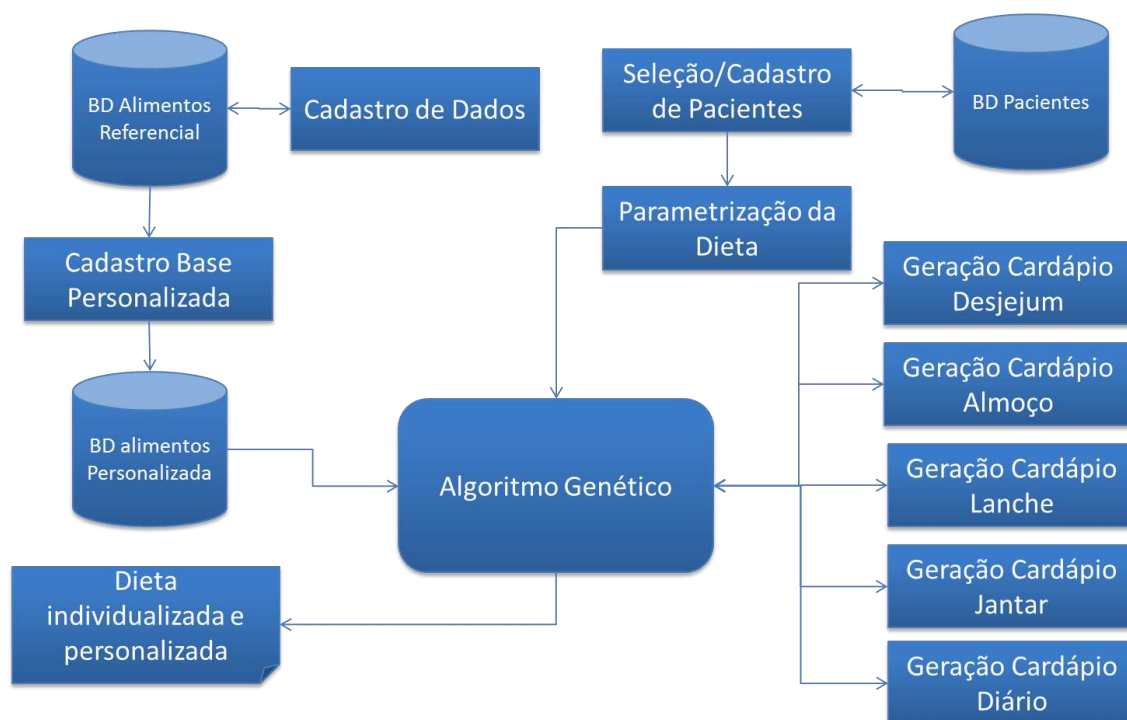 BD Alimentos
Referencial
Cadastro de Dados
Seleção/Cadastro
de Pacientes
BD Pacientes
Cadastro Base
Personalizada
Parametrização da
Dieta
BD alimentos
Personalizada
Algoritmo Genético
Geração Cardápio
Desjejum
Geração Cardápio
Almoço
Geração Cardápio
Lanche
Geração Cardápio
Jantar
Geração Cardápio
Diário
Dieta
individualizada e
personalizada